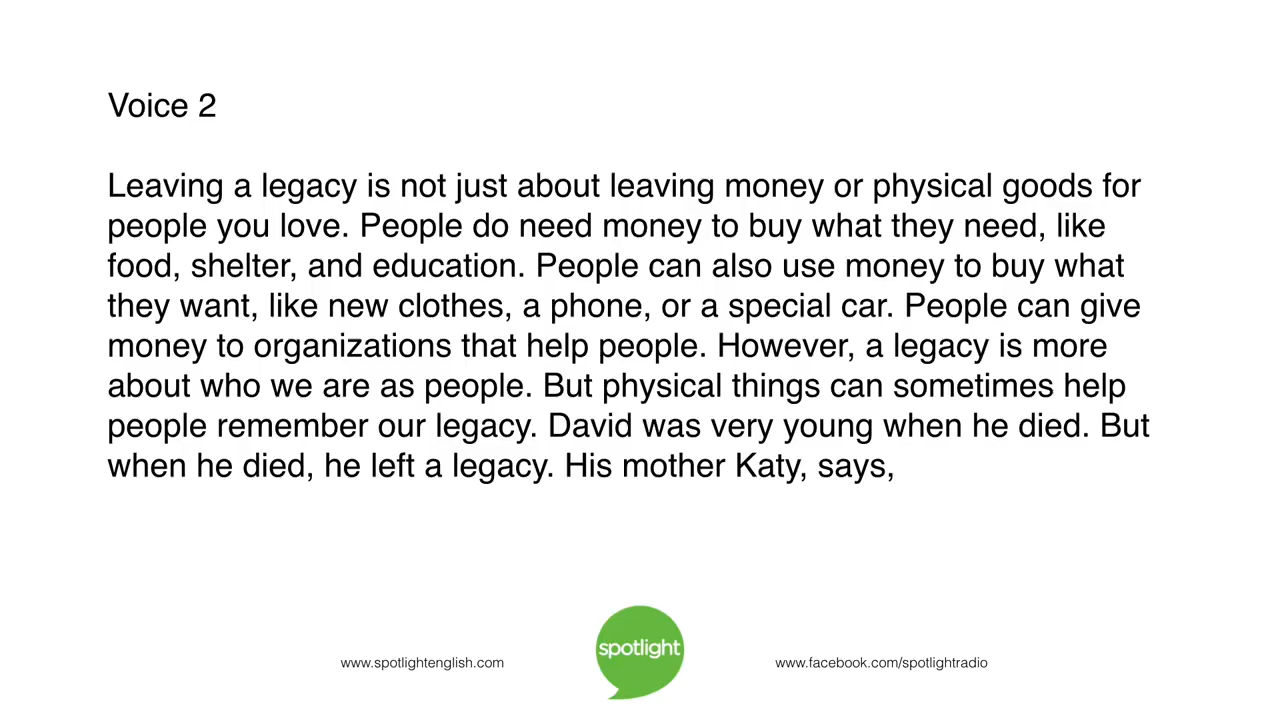 Voice 2
Leaving a legacy is not just about leaving money or physical goods for
people you love. People do need money to buy what they need, like
food, shelter, and education. People can also use money to buy what
they want, like new clothes, a phone, or a special car. People can give
money to organizations that help people. However, a legacy is more
about who we are as people. But physical things can sometimes help
people remember our legacy. David was very young when he died. But
when he died, he left a legacy. His mother Katy, says,
www.spotlightenglish.com
spotlight
www.facebook.com/spotlightradio